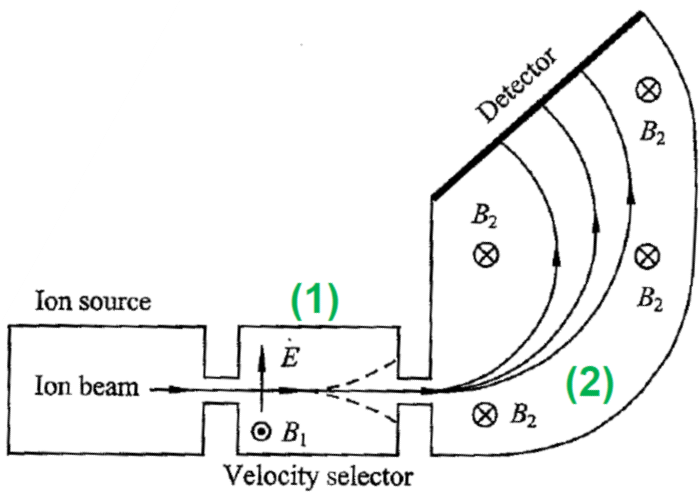 Detector
B₂
B₂
B₂
Ion source
(1)
E
Ion beam
(2)
B₁
B₂
Velocity selector